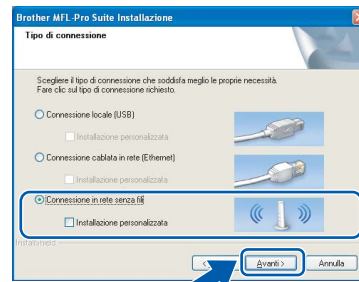 Brother MFL-Pro Suite Installazione
Tipo di connessione
Scegliere il tipo di connessione che soddisfa meglio le proprie necessità.
Fare clic sul tipo di connessione richiesto.
Connessione locale (USB)
Installazione personalizzata
Connessione cablata in rete (Ethernet)
Installazione personalizzata
Connessione in rete senza fili
Installazione personalizzata
InstallShield
< Avanti > Annulla